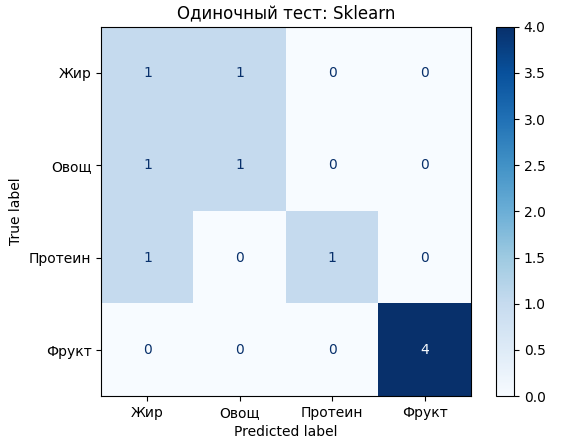 Одиночный тест: Sklearn
True label
Жир 1 1 0 0
Овощ 1 1 0 0
Протеин 1 0 1 0
Фрукт 0 0 0 4
Жир Овощ Протеин Фрукт
Predicted label
4.0
3.5
3.0
2.5
2.0
1.5
1.0
0.5
0.0